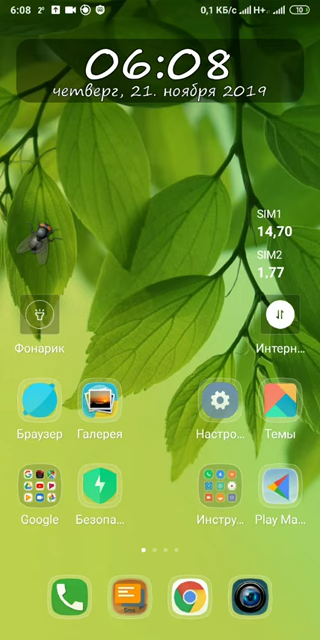 6:08 2° 0,1 КБ/с H+ 10
06:08
четверг, 21. ноября 2019
SIM1
14,70
SIM2
1,77
Фонарик Интерн...
Браузер Галерея Настро... Темы
Google Безопа... Инстру... Play Ma...